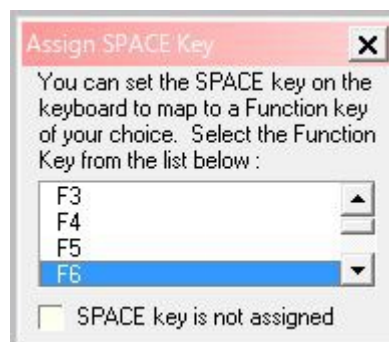 Assign SPACE Key
You can set the SPACE key on the
keyboard to map to a Function key
of your choice.  Select the Function
Key from the list below :
F3
F4
F5
F6
SPACE key is not assigned